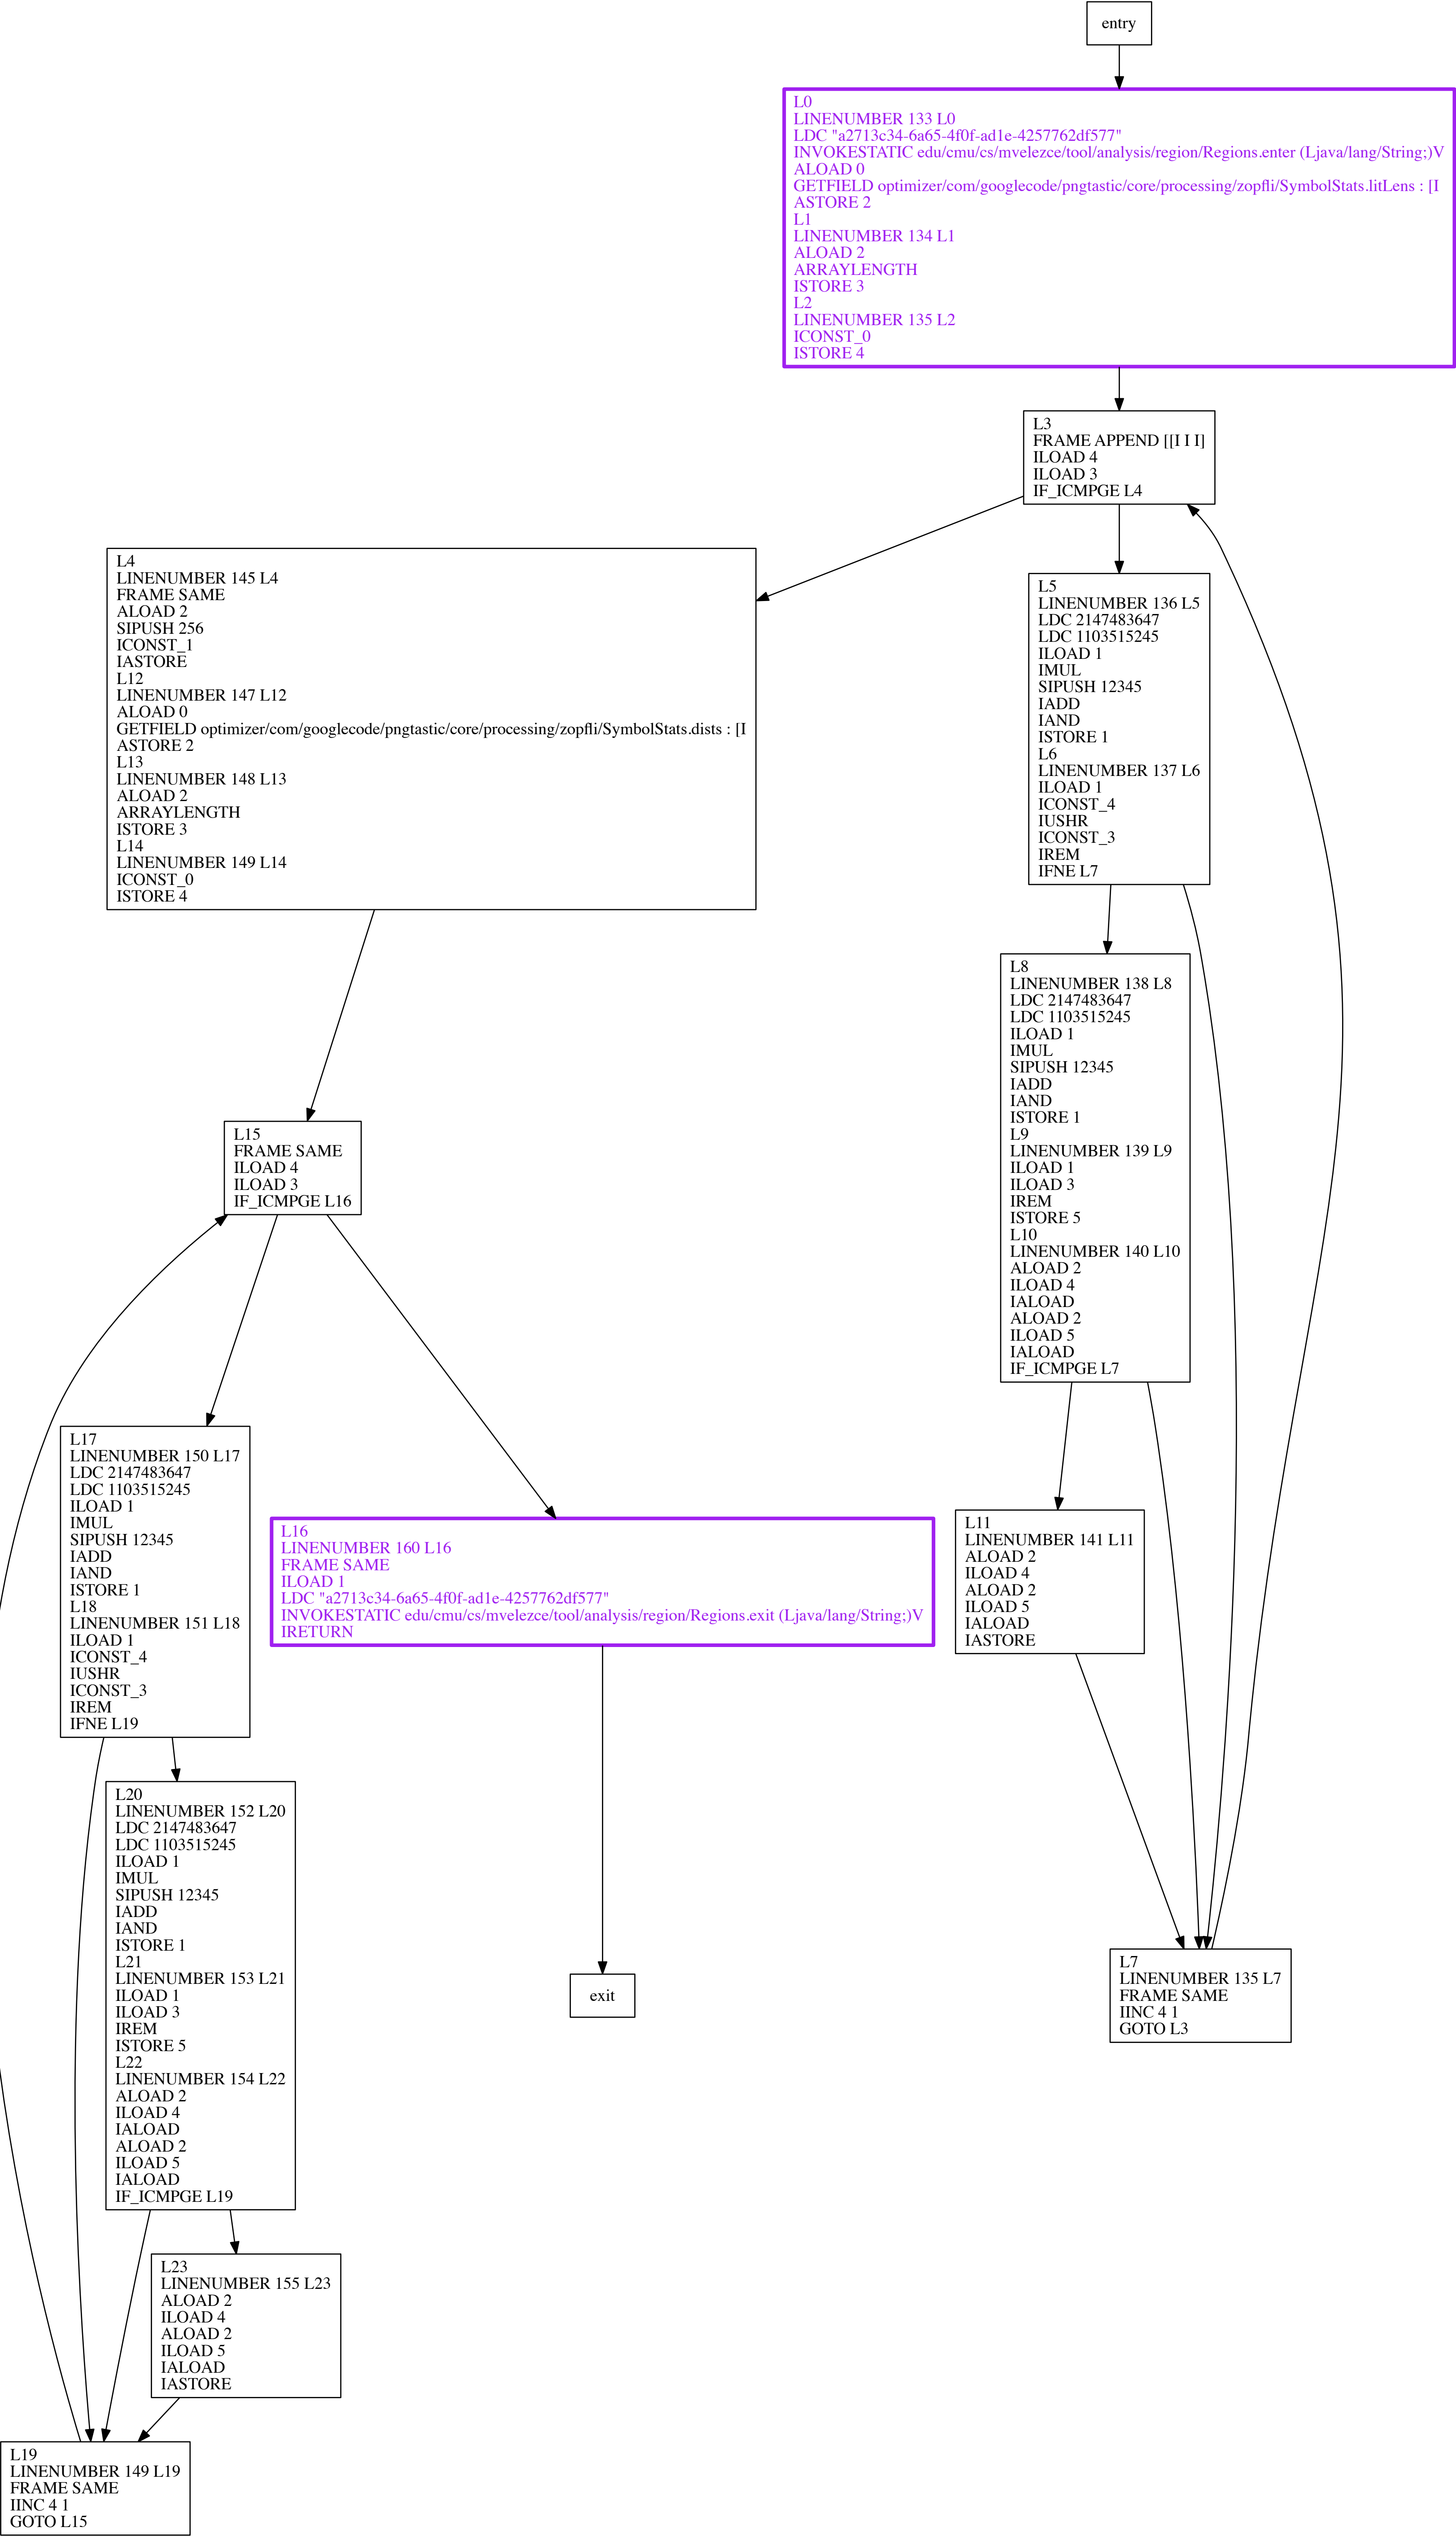 entry
L0
LINENUMBER 133 L0
LDC "a2713c34-6a65-4f0f-ad1e-4257762df577"
INVOKESTATIC edu/cmu/cs/mvelezce/tool/analysis/region/Regions.enter (Ljava/lang/String;)V
ALOAD 0
GETFIELD optimizer/com/googlecode/pngtastic/core/processing/zopfli/SymbolStats.litLens : [I
ASTORE 2
L1
LINENUMBER 134 L1
ALOAD 2
ARRAYLENGTH
ISTORE 3
L2
LINENUMBER 135 L2
ICONST_0
ISTORE 4
L3
FRAME APPEND [[I I I]
ILOAD 4
ILOAD 3
IF_ICMPGE L4
L4
LINENUMBER 145 L4
FRAME SAME
ALOAD 2
SIPUSH 256
ICONST_1
IASTORE
L12
LINENUMBER 147 L12
ALOAD 0
GETFIELD optimizer/com/googlecode/pngtastic/core/processing/zopfli/SymbolStats.dists : [I
ASTORE 2
L13
LINENUMBER 148 L13
ALOAD 2
ARRAYLENGTH
ISTORE 3
L14
LINENUMBER 149 L14
ICONST_0
ISTORE 4
L5
LINENUMBER 136 L5
LDC 2147483647
LDC 1103515245
ILOAD 1
IMUL
SIPUSH 12345
IADD
IAND
ISTORE 1
L6
LINENUMBER 137 L6
ILOAD 1
ICONST_4
IUSHR
ICONST_3
IREM
IFNE L7
L8
LINENUMBER 138 L8
LDC 2147483647
LDC 1103515245
ILOAD 1
IMUL
SIPUSH 12345
IADD
IAND
ISTORE 1
L9
LINENUMBER 139 L9
ILOAD 1
ILOAD 3
IREM
ISTORE 5
L10
LINENUMBER 140 L10
ALOAD 2
ILOAD 4
IALOAD
ALOAD 2
ILOAD 5
IALOAD
IF_ICMPGE L7
L15
FRAME SAME
ILOAD 4
ILOAD 3
IF_ICMPGE L16
L17
LINENUMBER 150 L17
LDC 2147483647
LDC 1103515245
ILOAD 1
IMUL
SIPUSH 12345
IADD
IAND
ISTORE 1
L18
LINENUMBER 151 L18
ILOAD 1
ICONST_4
IUSHR
ICONST_3
IREM
IFNE L19
L16
LINENUMBER 160 L16
FRAME SAME
ILOAD 1
LDC "a2713c34-6a65-4f0f-ad1e-4257762df577"
INVOKESTATIC edu/cmu/cs/mvelezce/tool/analysis/region/Regions.exit (Ljava/lang/String;)V
IRETURN
L11
LINENUMBER 141 L11
ALOAD 2
ILOAD 4
ALOAD 2
ILOAD 5
IALOAD
IASTORE
L20
LINENUMBER 152 L20
LDC 2147483647
LDC 1103515245
ILOAD 1
IMUL
SIPUSH 12345
IADD
IAND
ISTORE 1
L21
LINENUMBER 153 L21
ILOAD 1
ILOAD 3
IREM
ISTORE 5
L22
LINENUMBER 154 L22
ALOAD 2
ILOAD 4
IALOAD
ALOAD 2
ILOAD 5
IALOAD
IF_ICMPGE L19
exit
L7
LINENUMBER 135 L7
FRAME SAME
IINC 4 1
GOTO L3
L23
LINENUMBER 155 L23
ALOAD 2
ILOAD 4
ALOAD 2
ILOAD 5
IALOAD
IASTORE
L19
LINENUMBER 149 L19
FRAME SAME
IINC 4 1
GOTO L15